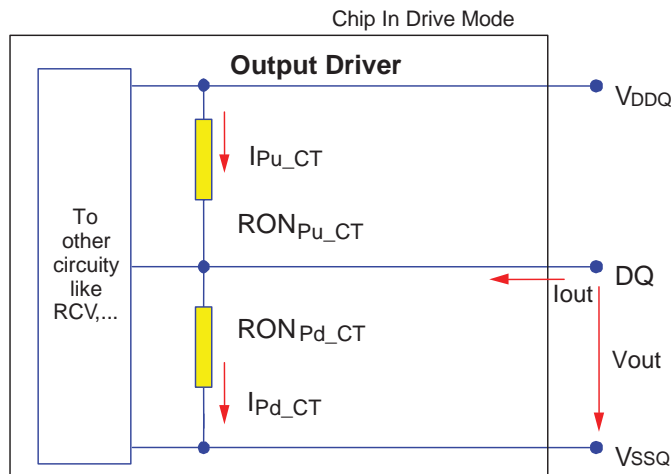 Chip In Drive Mode
Output Driver
VDDQ
IPu_CT
RONPu_CT
To
other
circuity
like
RCV,...
DQ
Iout
RONPd_CT
Vout
IPd_CT
VSSQ